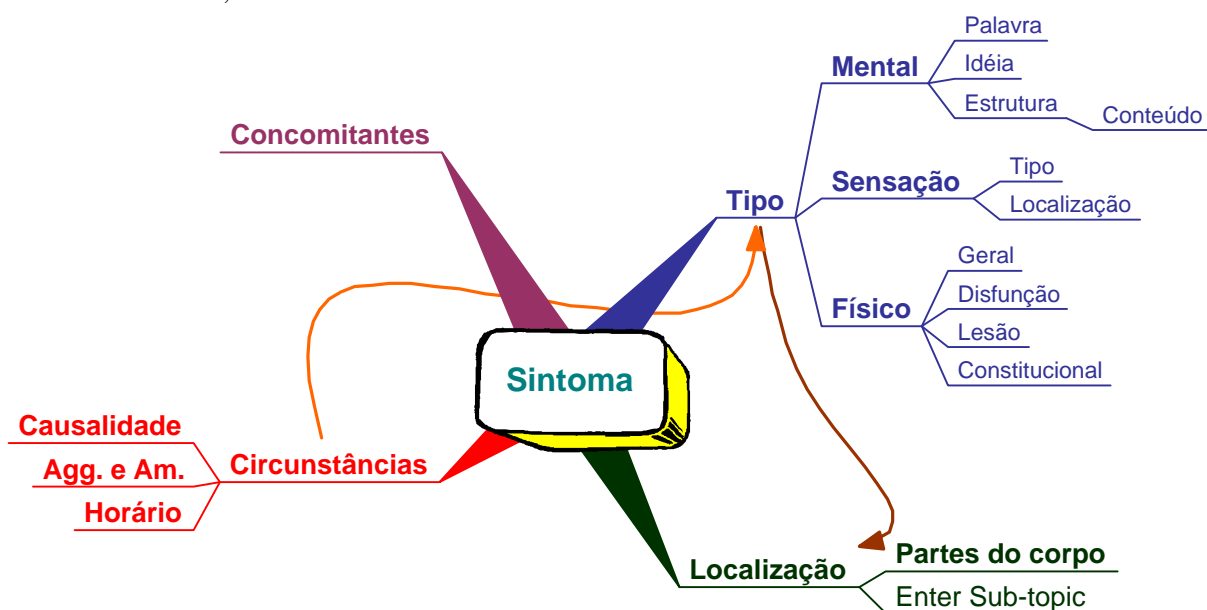 Palavra
Mental
Idéia
Estrutura
Conteúdo
Concomitantes
Tipo
Sensação
Tipo
Localização
Geral
Disfunção
Físico
Lesão
Constitucional
Sintoma
Causalidade
Agg. e Am.
Circunstâncias
Horário
Localização
Partes do corpo
Enter Sub-topic